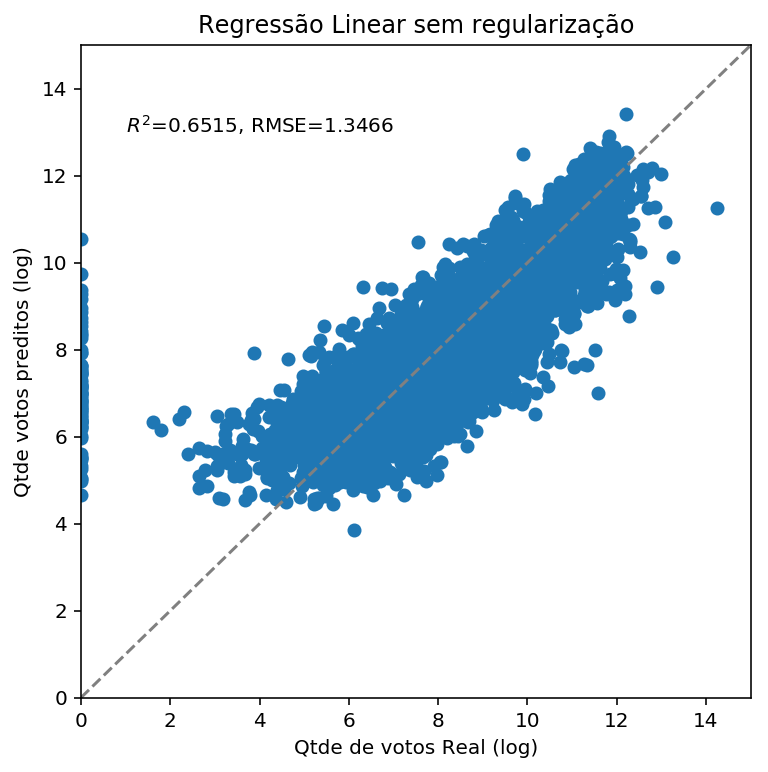 Regressão Linear sem regularização
R²=0.6515, RMSE=1.3466
Qtde votos preditos (log)
14
12
10
8
6
4
2
0
0 2 4 6 8 10 12 14
Qtde de votos Real (log)